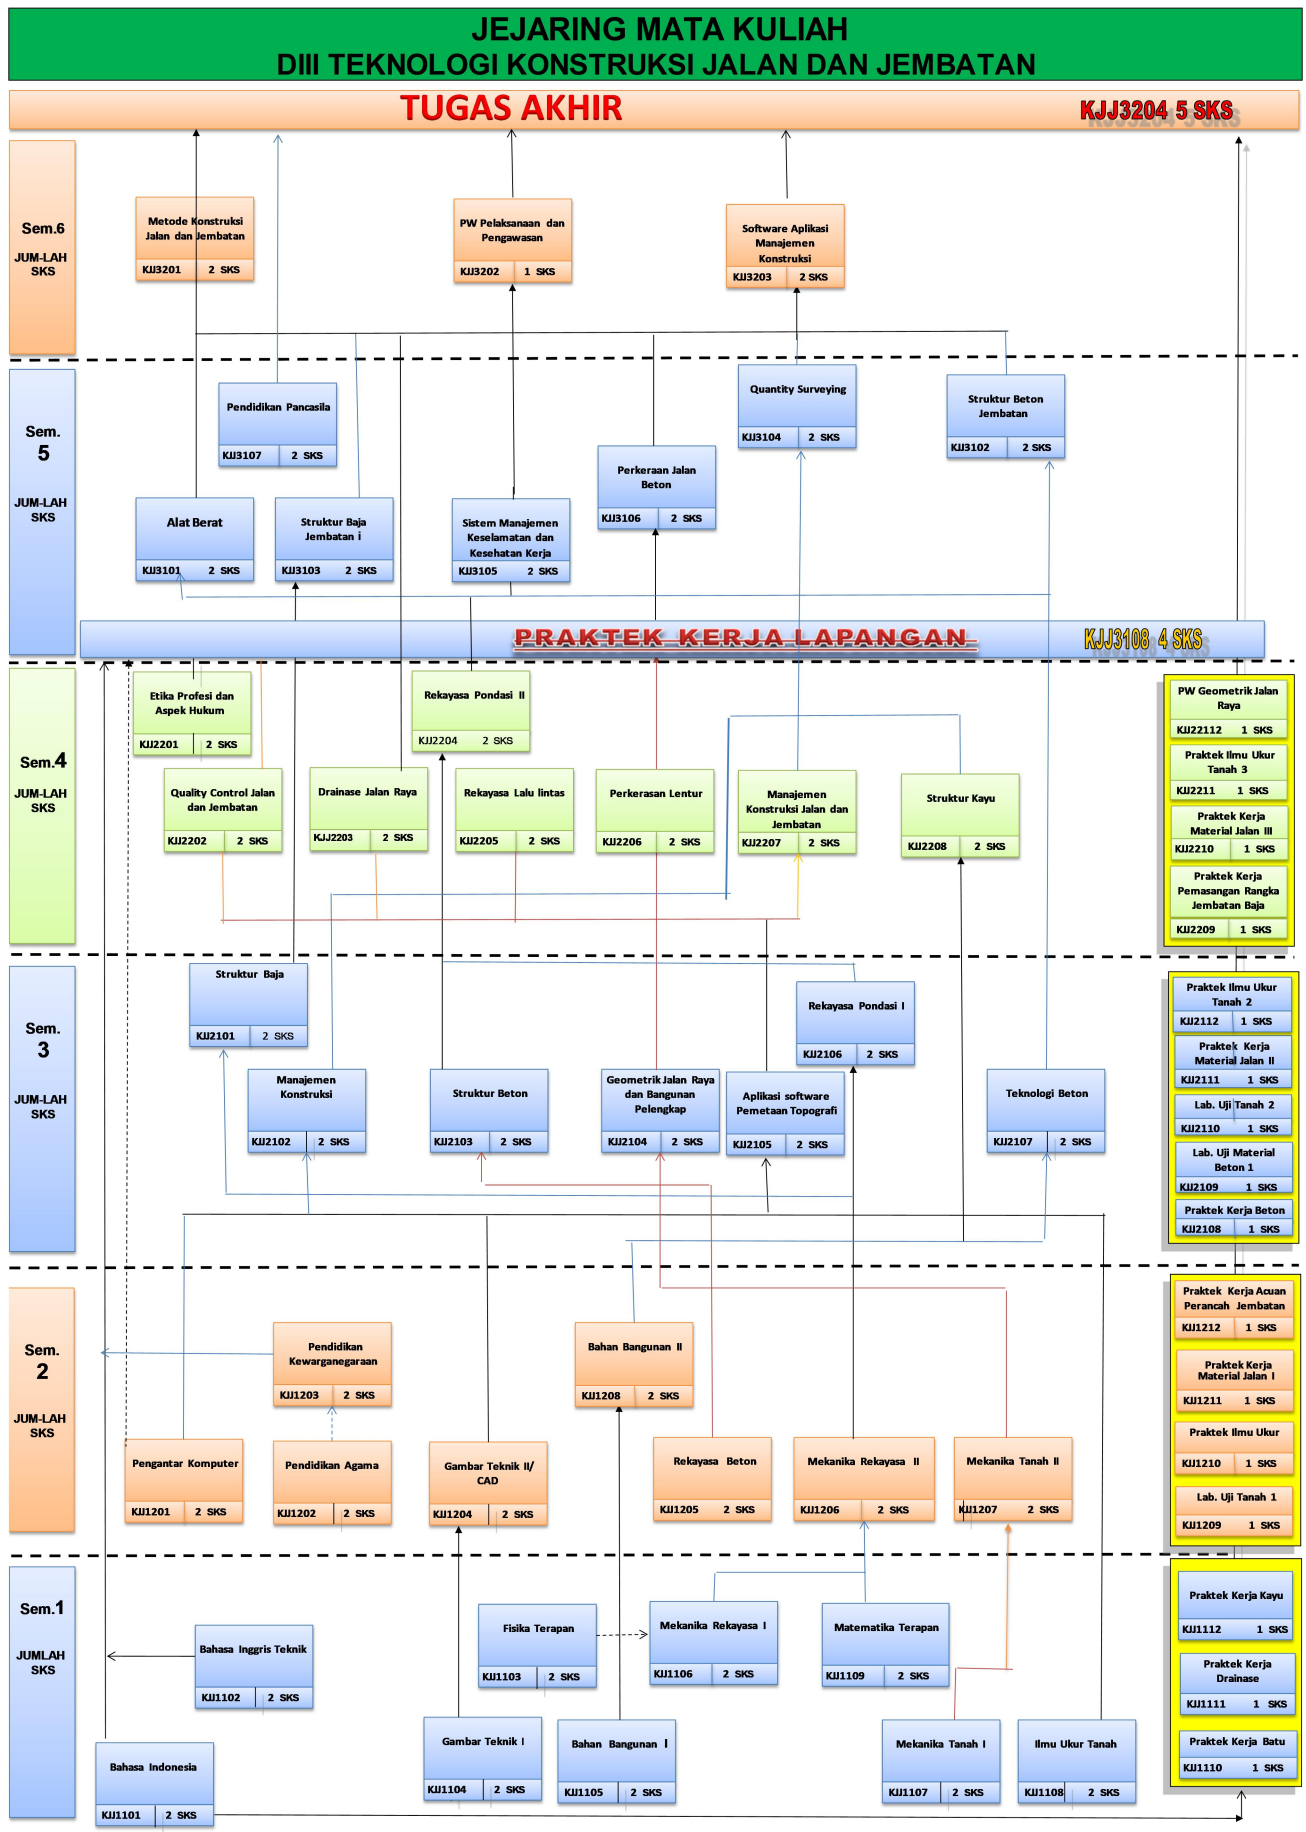 JEJARING MATA KULIAH
DIII TEKNOLOGI KONSTRUKSI JALAN DAN JEMBATAN
TUGAS AKHIR
KJJ3204 5 SKS
Sem.6
JUM-LAH
SKS
Metode Konstruksi
Jalan dan Jembatan
KJJ3201 2 SKS
PW Pelaksanaan dan
Pengawasan
KJJ3202 1 SKS
Software Aplikasi
Manajemen
Konstruksi
KJJ3203 2 SKS
Sem.
5
JUM-LAH
SKS
Pendidikan Pancasila
KJJ3107 2 SKS
Quantity Surveying
KJJ3104 2 SKS
Struktur Beton
Jembatan
KJJ3102 2 SKS
Perkeraan Jalan
Beton
KJJ3106 2 SKS
Alat Berat
KJJ3101 2 SKS
Struktur Baja
Jembatan i
KJJ3103 2 SKS
Sistem Manajemen
Keselamatan dan
Kesehatan Kerja
KJJ3105 2 SKS
PRAKTEK KERJA LAPANGAN
KJJ3108 4 SKS
Sem.4
JUM-LAH
SKS
Etika Profesi dan
Aspek Hukum
KJJ2201 2 SKS
Rekayasa Pondasi II
KJJ2204 2 SKS
Quality Control Jalan
dan Jembatan
KJJ2202 2 SKS
Drainase Jalan Raya
KJJJ2203 2 SKS
Rekayasa Lalu lintas
KJJ2205 2 SKS
Perkerasan Lentur
KJJ2206 2 SKS
Manajemen
Konstruksi Jalan dan
Jembatan
KJJ2207 2 SKS
Struktur Kayu
KJJ2208 2 SKS
PW Geometrik Jalan
Raya
KJJ22112 1 SKS
Praktek Ilmu Ukur
Tanah 3
KJJ2211 1 SKS
Praktek Kerja
Material Jalan III
KJJ2210 1 SKS
Praktek Kerja
Pemasangan Rangka
Jembatan Baja
KJJ2209 1 SKS
Sem.
3
JUM-LAH
SKS
Struktur Baja
KJJ2101 2 SKS
Rekayasa Pondasi I
KJJ2106 2 SKS
Manajemen
Konstruksi
KJJ2102 2 SKS
Struktur Beton
KJJ2103 2 SKS
Geometrik Jalan Raya
dan Bangunan
Pelengkap
KJJ2104 2 SKS
Aplikasi software
Pemetaan Topografi
KJJ2105 2 SKS
Teknologi Beton
KJJ2107 2 SKS
Praktek Ilmu Ukur
Tanah 2
KJJ2112 1 SKS
Praktek Kerja
Material Jalan II
KJJ2111 1 SKS
Lab. Uji Tanah 2
KJJ2110 1 SKS
Lab. Uji Material
Beton 1
KJJ2109 1 SKS
Praktek Kerja Beton
KJJ2108 1 SKS
Sem.
2
JUM-LAH
SKS
Pendidikan
Kewarganegaraan
KJJ1203 2 SKS
Bahan Bangunan II
KJJ1208 2 SKS
Pengantar Komputer
KJJ1201 2 SKS
Pendidikan Agama
KJJ1202 2 SKS
Gambar Teknik II/
CAD
KJJ1204 2 SKS
Rekayasa Beton
KJJ1205 2 SKS
Mekanika Rekayasa II
KJJ1206 2 SKS
Mekanika Tanah II
KJJ1207 2 SKS
Praktek Kerja Acuan
Perancah Jembatan
KJJ1212 1 SKS
Praktek Kerja
Material Jalan I
KJJ1211 1 SKS
Praktek Ilmu Ukur
KJJ1210 1 SKS
Lab. Uji Tanah 1
KJJ1209 1 SKS
Sem.1
JUMLAH
SKS
Bahasa Inggris Teknik
KJJ1102 2 SKS
Fisika Terapan
KJJ1103 2 SKS
Mekanika Rekayasa I
KJJ1106 2 SKS
Matematika Terapan
KJJ1109 2 SKS
Bahasa Indonesia
KJJ1101 2 SKS
Gambar Teknik I
KJJ1104 2 SKS
Bahan Bangunan I
KJJ1105 2 SKS
Mekanika Tanah I
KJJ1107 2 SKS
Ilmu Ukur Tanah
KJJ1108 2 SKS
Praktek Kerja Kayu
KJJ1112 1 SKS
Praktek Kerja
Drainase
KJJ1111 1 SKS
Praktek Kerja Batu
KJJ1110 1 SKS